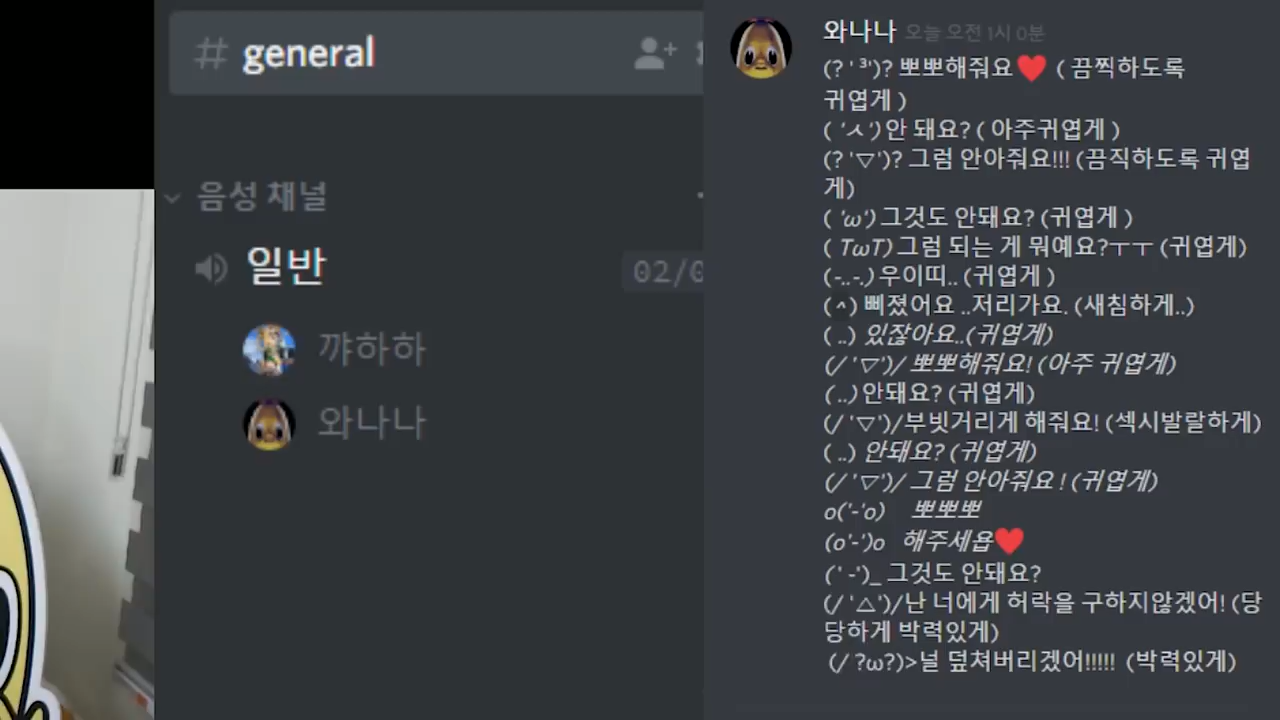 # general
음성 채널
일반
02/0
꺄하하
와나나
와나나 오늘 오전 1시 0분
(? ' ³')? 뽀뽀해줘요❤️ ( 끔찍하도록
귀엽게 )
( 'ㅅ')안 돼요? ( 아주귀엽게 )
(? '▽')? 그럼 안아줘요!!! (끔직하도록 귀엽
게)
( 'ω') 그것도 안돼요? (귀엽게 )
( TωT) 그럼 되는 게 뭐예요?ㅜㅜ (귀엽게)
(-..-.) 우이띠.. (귀엽게 )
(^) 삐졌어요 ..저리가요. (새침하게..)
( ..) 있잖아요..(귀엽게)
(/ '▽')/ 뽀뽀해줘요! (아주 귀엽게)
( ..) 안돼요? (귀엽게)
(/ '▽')/부빗거리게 해줘요! (섹시발랄하게)
( ..) 안돼요? (귀엽게)
(/ '▽')/ 그럼 안아줘요 ! (귀엽게)
o('-'o) 뽀뽀뽀
(o'-')o 해주세욥❤️
(' -')_ 그것도 안돼요?
(/ '△')/난 너에게 허락을 구하지않겠어! (당
당하게 박력있게)
(/ ?ω?)>널 덮쳐버리겠어!!!!! (박력있게)